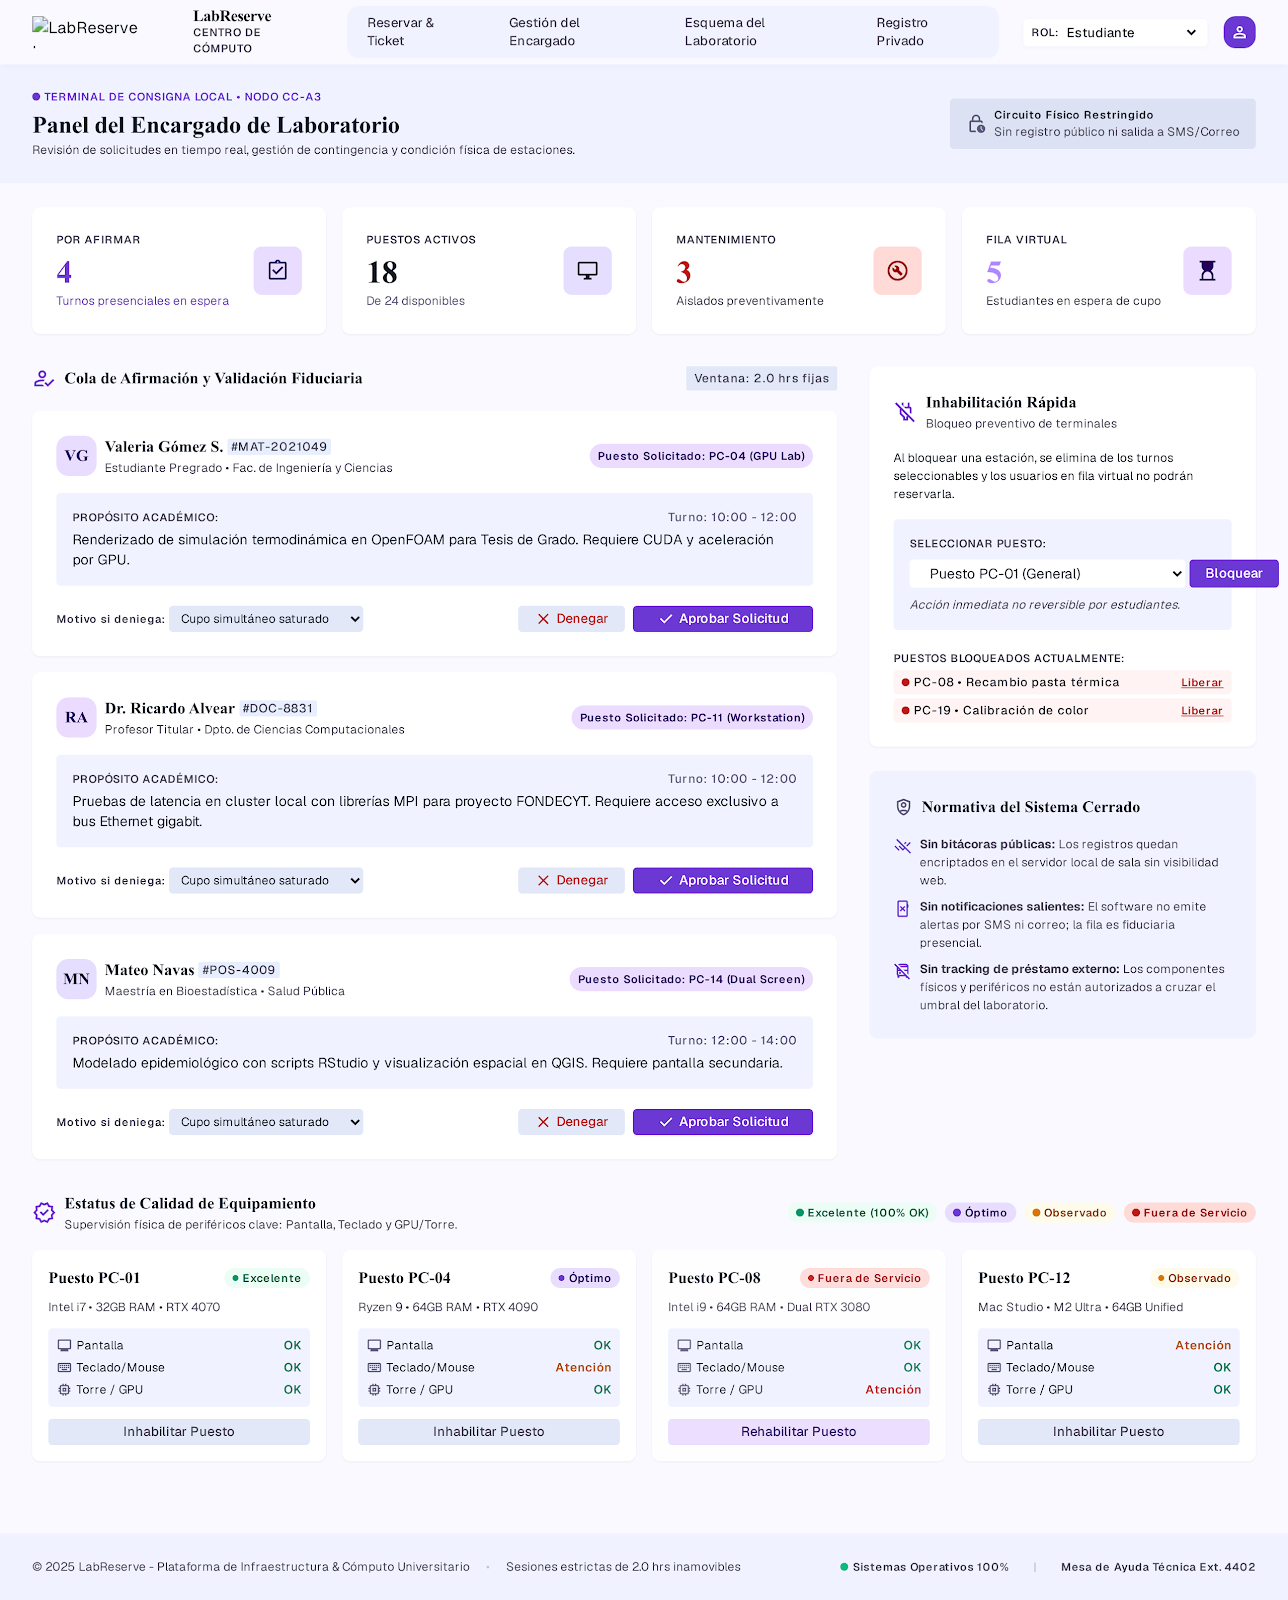 LabReserve
.
LabReserve
CENTRO DE
CÓMPUTO
Reservar &
Ticket
Gestión del
Encargado
Esquema del
Laboratorio
Registro
Privado
ROL: Estudiante
TERMINAL DE CONSIGNA LOCAL • NODO CC-A3
Panel del Encargado de Laboratorio
Revisión de solicitudes en tiempo real, gestión de contingencia y condición física de estaciones.
Circuito Físico Restringido
Sin registro público ni salida a SMS/Correo
POR AFIRMAR
4
Turnos presenciales en espera
PUESTOS ACTIVOS
18
De 24 disponibles
MANTENIMIENTO
3
Aislados preventivamente
FILA VIRTUAL
5
Estudiantes en espera de cupo
Cola de Afirmación y Validación Fiduciaria
Ventana: 2.0 hrs fijas
VG
Valeria Gómez S. #MAT-2021049
Estudiante Pregrado • Fac. de Ingeniería y Ciencias
Puesto Solicitado: PC-04 (GPU Lab)
PROPÓSITO ACADÉMICO:
Turno: 10:00 - 12:00
Renderizado de simulación termodinámica en OpenFOAM para Tesis de Grado. Requiere CUDA y aceleración
por GPU.
Motivo si deniega: Cupo simultáneo saturado
Denegar
Aprobar Solicitud
RA
Dr. Ricardo Alvear #DOC-8831
Profesor Titular • Dpto. de Ciencias Computacionales
Puesto Solicitado: PC-11 (Workstation)
PROPÓSITO ACADÉMICO:
Turno: 10:00 - 12:00
Pruebas de latencia en cluster local con librerías MPI para proyecto FONDECYT. Requiere acceso exclusivo a
bus Ethernet gigabit.
Motivo si deniega: Cupo simultáneo saturado
Denegar
Aprobar Solicitud
MN
Mateo Navas #POS-4009
Maestría en Bioestadística • Salud Pública
Puesto Solicitado: PC-14 (Dual Screen)
PROPÓSITO ACADÉMICO:
Turno: 12:00 - 14:00
Modelado epidemiológico con scripts RStudio y visualización espacial en QGIS. Requiere pantalla secundaria.
Motivo si deniega: Cupo simultáneo saturado
Denegar
Aprobar Solicitud
Inhabilitación Rápida
Bloqueo preventivo de terminales
Al bloquear una estación, se elimina de los turnos
seleccionables y los usuarios en fila virtual no podrán
reservarla.
SELECCIONAR PUESTO:
Puesto PC-01 (General)
Bloquear
Acción inmediata no reversible por estudiantes.
PUESTOS BLOQUEADOS ACTUALMENTE:
PC-08 • Recambio pasta térmica
Liberar
PC-19 • Calibración de color
Liberar
Normativa del Sistema Cerrado
Sin bitácoras públicas: Los registros quedan
encriptados en el servidor local de sala sin visibilidad
web.
Sin notificaciones salientes: El software no emite
alertas por SMS ni correo; la fila es fiduciaria
presencial.
Sin tracking de préstamo externo: Los componentes
físicos y periféricos no están autorizados a cruzar el
umbral del laboratorio.
Estatus de Calidad de Equipamiento
Supervisión física de periféricos clave: Pantalla, Teclado y GPU/Torre.
Excelente (100% OK)
Óptimo
Observado
Fuera de Servicio
Puesto PC-01
Excelente
Intel i7 • 32GB RAM • RTX 4070
Pantalla OK
Teclado/Mouse OK
Torre / GPU OK
Inhabilitar Puesto
Puesto PC-04
Óptimo
Ryzen 9 • 64GB RAM • RTX 4090
Pantalla OK
Teclado/Mouse Atención
Torre / GPU OK
Inhabilitar Puesto
Puesto PC-08
Fuera de Servicio
Intel i9 • 64GB RAM • Dual RTX 3080
Pantalla OK
Teclado/Mouse OK
Torre / GPU Atención
Rehabilitar Puesto
Puesto PC-12
Observado
Mac Studio • M2 Ultra • 64GB Unified
Pantalla Atención
Teclado/Mouse OK
Torre / GPU OK
Inhabilitar Puesto
© 2025 LabReserve - Plataforma de Infraestructura & Cómputo Universitario
·
Sesiones estrictas de 2.0 hrs inamovibles
Sistemas Operativos 100%
|
Mesa de Ayuda Técnica Ext. 4402